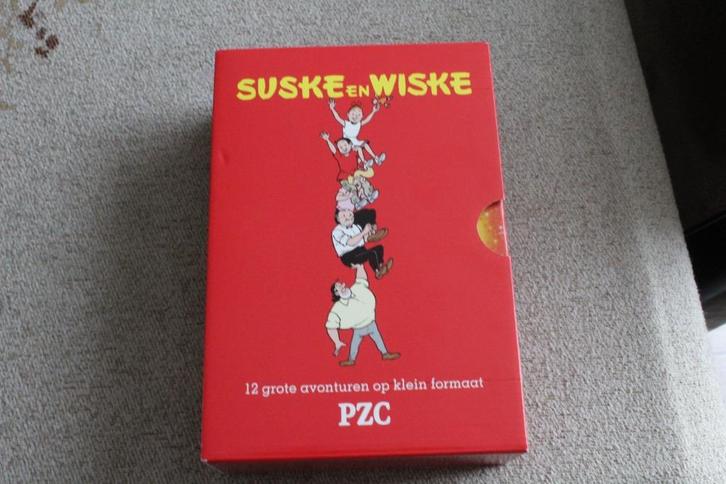 SUSKE EN WISKE
12 grote avonturen op klein formaat
PZC